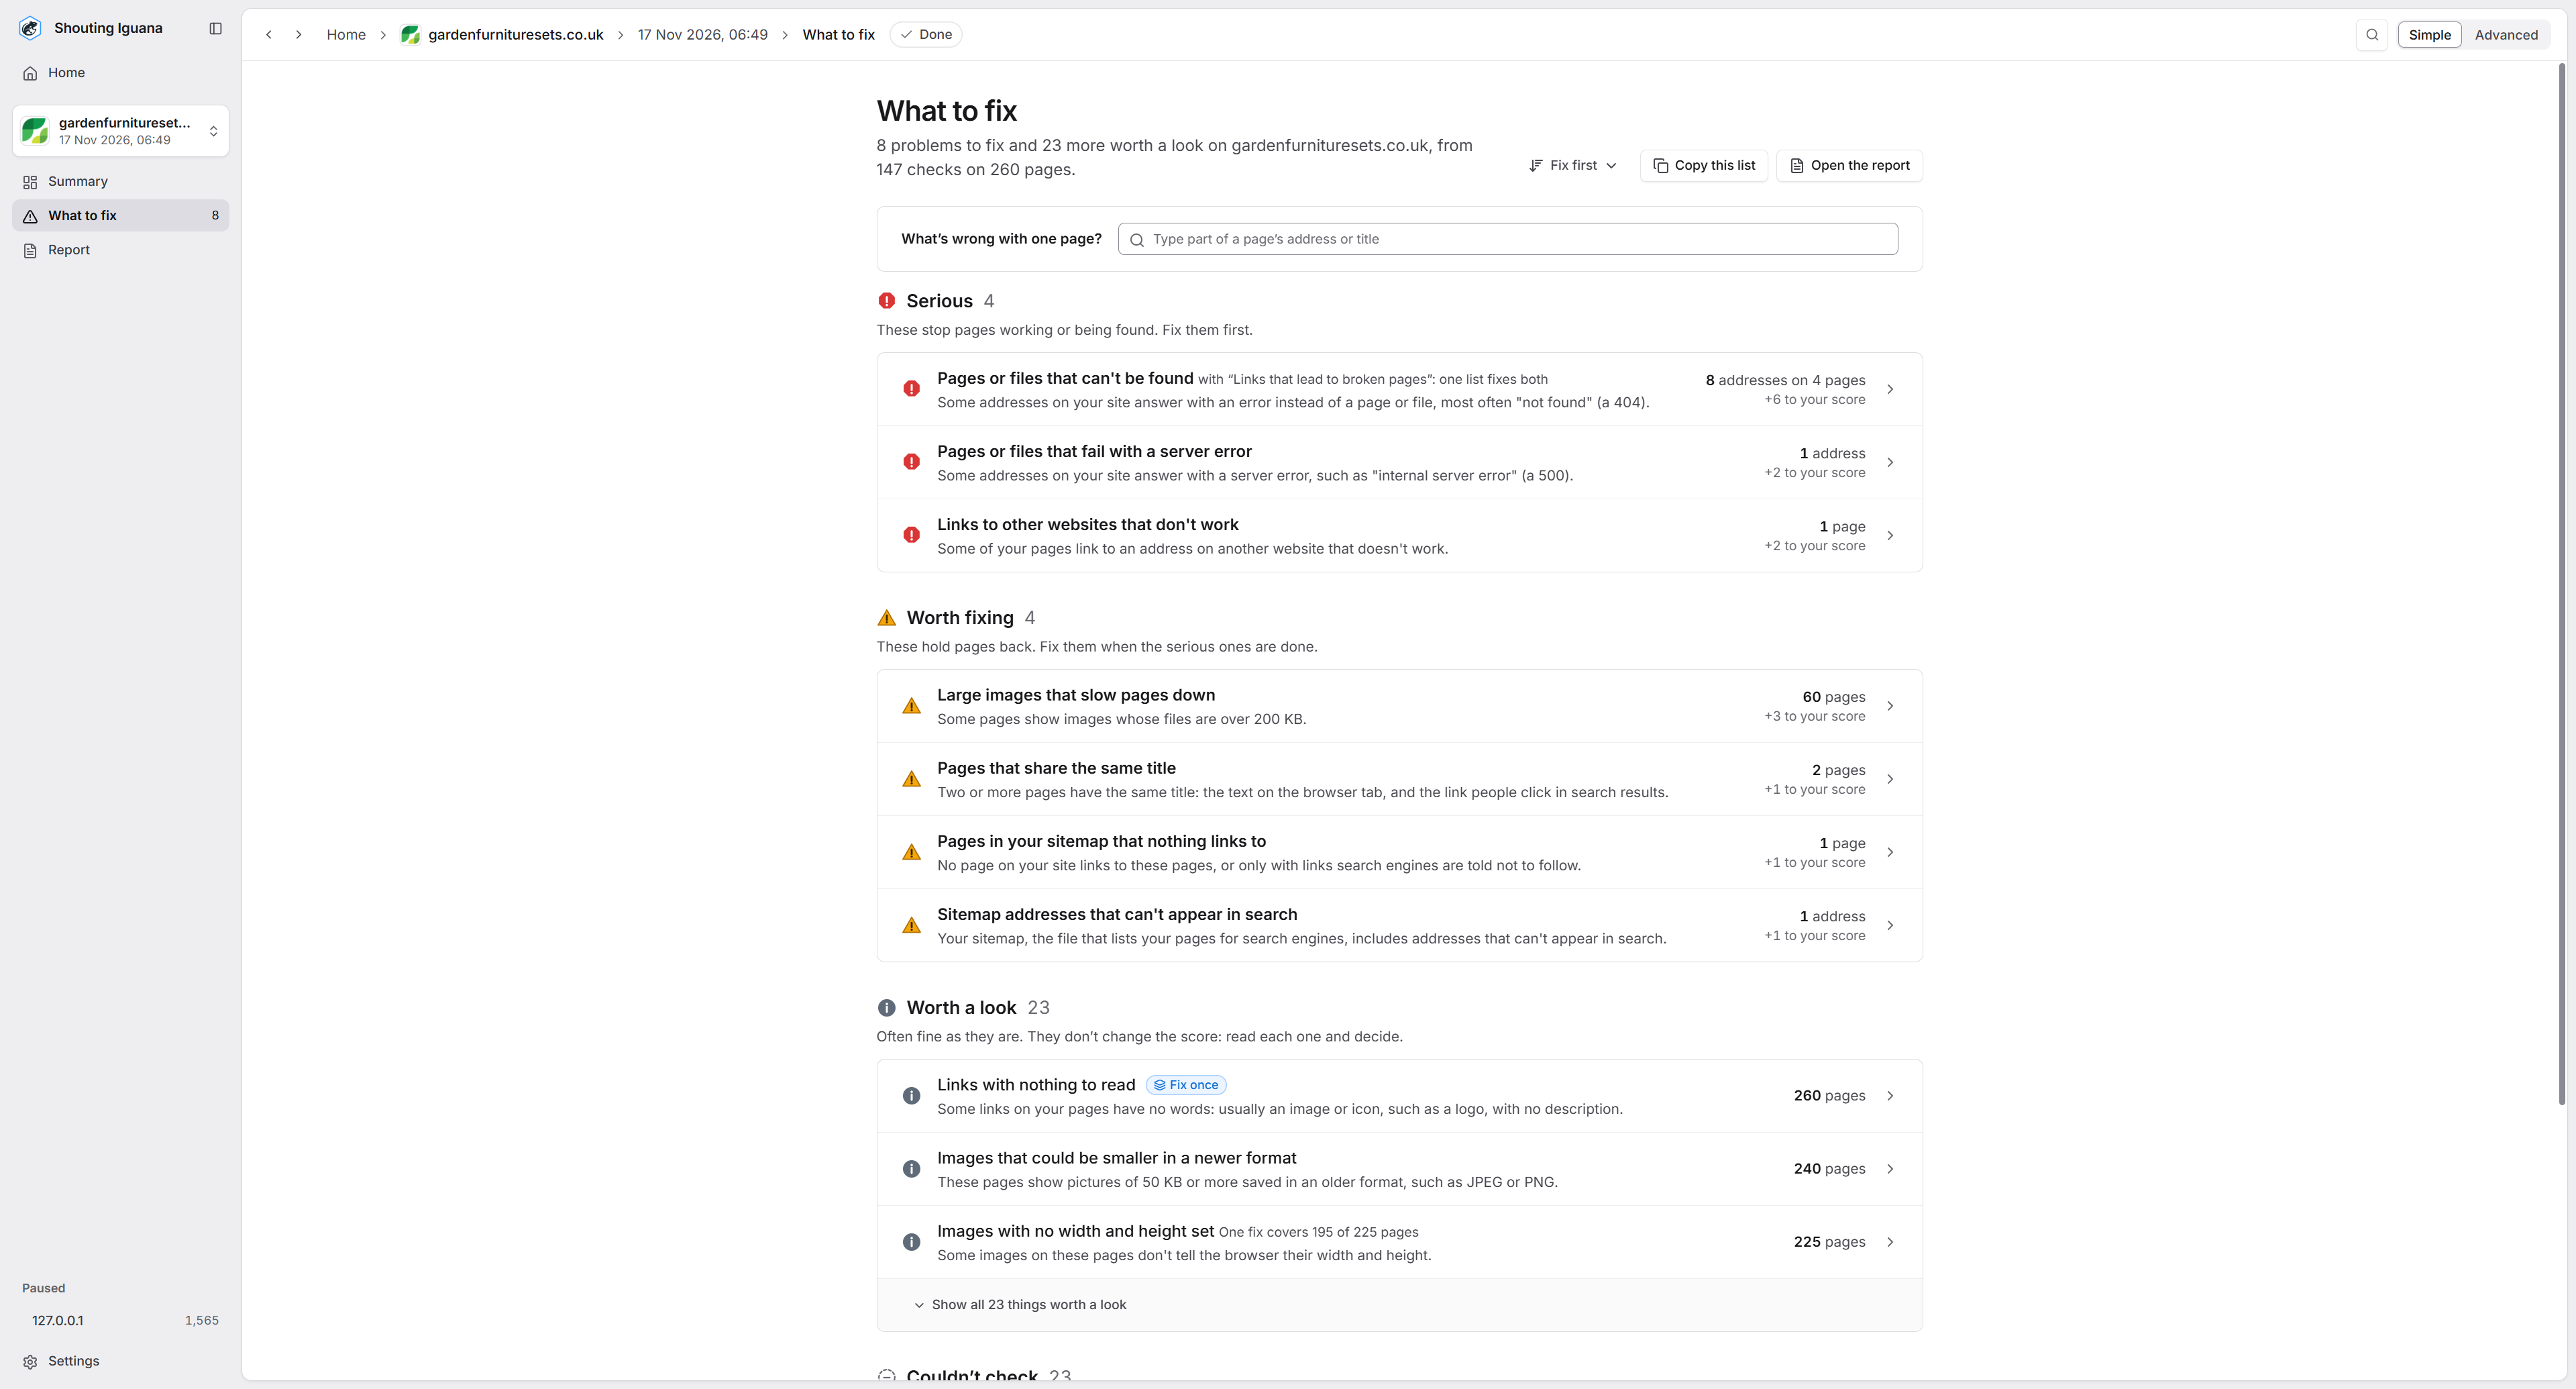 Shouting Iguana
Home
gardenfurnitureset...
17 Nov 2026, 06:49
Summary
What to fix 8
Report
Paused
127.0.0.1 1,565
Settings
Home > gardenfurnituresets.co.uk > 17 Nov 2026, 06:49 > What to fix Done
Simple Advanced
What to fix
8 problems to fix and 23 more worth a look on gardenfurnituresets.co.uk, from
147 checks on 260 pages.
Fix first Copy this list Open the report
What’s wrong with one page? Type part of a page’s address or title
Serious 4
These stop pages working or being found. Fix them first.
Pages or files that can't be found with “Links that lead to broken pages”: one list fixes both
Some addresses on your site answer with an error instead of a page or file, most often "not found" (a 404).
8 addresses on 4 pages
+6 to your score
Pages or files that fail with a server error
Some addresses on your site answer with a server error, such as "internal server error" (a 500).
1 address
+2 to your score
Links to other websites that don't work
Some of your pages link to an address on another website that doesn't work.
1 page
+2 to your score
Worth fixing 4
These hold pages back. Fix them when the serious ones are done.
Large images that slow pages down
Some pages show images whose files are over 200 KB.
60 pages
+3 to your score
Pages that share the same title
Two or more pages have the same title: the text on the browser tab, and the link people click in search results.
2 pages
+1 to your score
Pages in your sitemap that nothing links to
No page on your site links to these pages, or only with links search engines are told not to follow.
1 page
+1 to your score
Sitemap addresses that can't appear in search
Your sitemap, the file that lists your pages for search engines, includes addresses that can't appear in search.
1 address
+1 to your score
Worth a look 23
Often fine as they are. They don’t change the score: read each one and decide.
Links with nothing to read Fix once
Some links on your pages have no words: usually an image or icon, such as a logo, with no description.
260 pages
Images that could be smaller in a newer format
These pages show pictures of 50 KB or more saved in an older format, such as JPEG or PNG.
240 pages
Images with no width and height set One fix covers 195 of 225 pages
Some images on these pages don't tell the browser their width and height.
225 pages
Show all 23 things worth a look
Couldn’t check 23